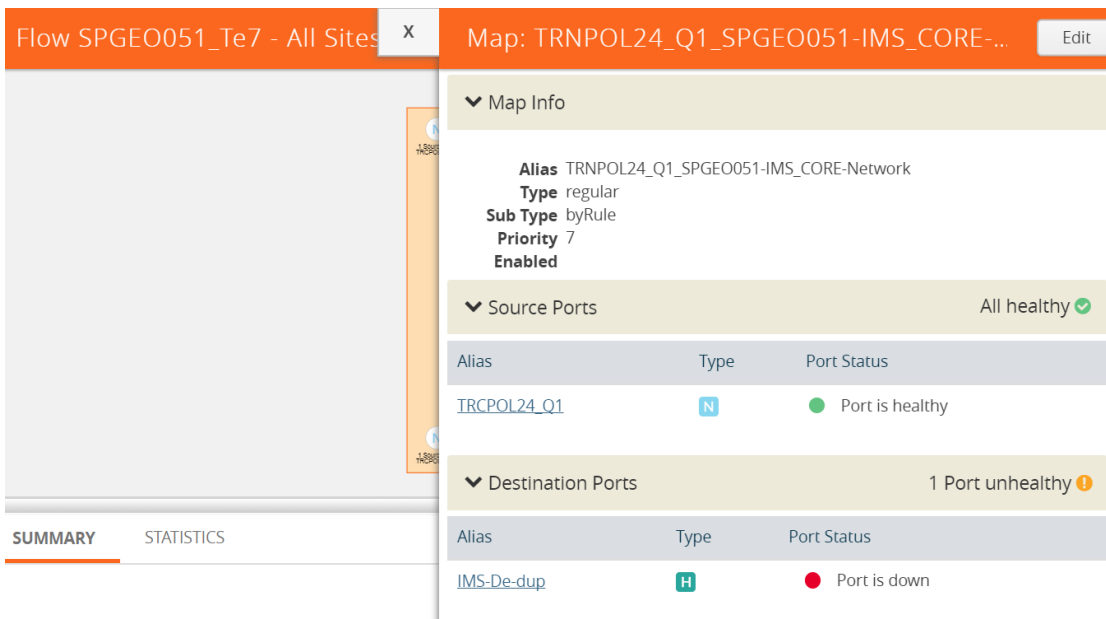 Flow SPGEO051_Te7 - All Sites
X
Map: TRNPOL24_Q1_SPGEO051-IMS_CORE-...
Edit
Map Info
Alias TRNPOL24_Q1_SPGEO051-IMS_CORE-Network
Type regular
Sub Type byRule
Priority 7
Enabled
Source Ports
All healthy
Alias Type Port Status
TRCPOL24_Q1 N Port is healthy
Destination Ports
1 Port unhealthy
Alias Type Port Status
IMS-De-dup H Port is down
SUMMARY STATISTICS